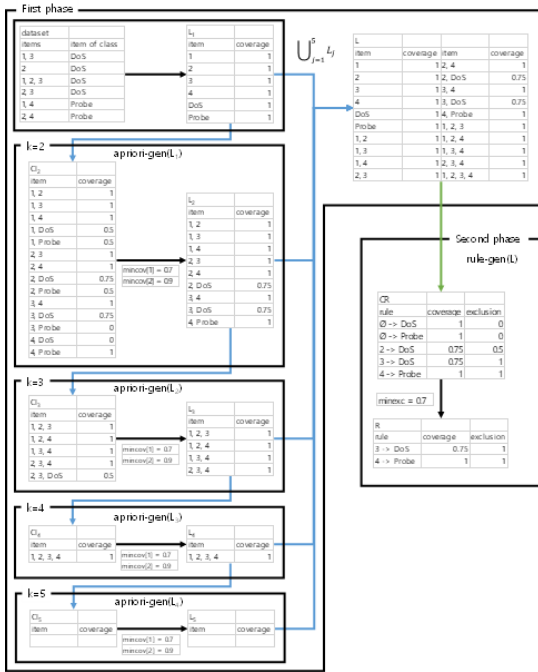 First phase
dataset
items item of class
1, 3 DoS
2 DoS
1, 2, 3 DoS
2, 3 DoS
1, 4 Probe
2, 4 Probe
L₁
item coverage
1 1
2 1
3 1
4 1
DoS 1
Probe 1
⋃⁵ⱼ₌₁ Lⱼ
L
item coverage item coverage
1 1 2, 4 1
2 1 2, DoS 0.75
3 1 3, 4 1
4 1 3, DoS 0.75
DoS 1 4, Probe 1
Probe 1 1, 2, 3 1
1, 2 1 1, 2, 4 1
1, 3 1 1, 3, 4 1
1, 4 1 2, 3, 4 1
2, 3 1 1, 2, 3, 4 1
k=2
apriori-gen(L₁)
CI₂
item coverage
1, 2 1
1, 3 1
1, 4 1
1, DoS 0.5
1, Probe 0.5
2, 3 1
2, 4 1
2, DoS 0.75
2, Probe 0.5
3, 4 1
3, DoS 0.75
3, Probe 0
4, DoS 0
4, Probe 1
mincov[1] = 0.7
mincov[2] = 0.9
L₂
item coverage
1, 2 1
1, 3 1
1, 4 1
2, 3 1
2, 4 1
2, DoS 0.75
3, 4 1
3, DoS 0.75
4, Probe 1
k=3
apriori-gen(L₂)
CI₃
item coverage
1, 2, 3 1
1, 2, 4 1
1, 3, 4 1
2, 3, 4 1
2, 3, DoS 0.5
mincov[1] = 0.7
mincov[2] = 0.9
L₃
item coverage
1, 2, 3 1
1, 2, 4 1
1, 3, 4 1
2, 3, 4 1
k=4
apriori-gen(L₃)
CI₄
item coverage
1, 2, 3, 4 1
mincov[1] = 0.7
mincov[2] = 0.9
L₄
item coverage
1, 2, 3, 4 1
k=5
apriori-gen(L₄)
CI₅
item coverage
mincov[1] = 0.7
mincov[2] = 0.9
L₅
item coverage
Second phase
rule-gen(L)
CR
rule coverage exclusion
Ø -> DoS 1 0
Ø -> Probe 1 0
2 -> DoS 0.75 0.5
3 -> DoS 0.75 1
4 -> Probe 1 1
minexc = 0.7
R
rule coverage exclusion
3 -> DoS 0.75 1
4 -> Probe 1 1